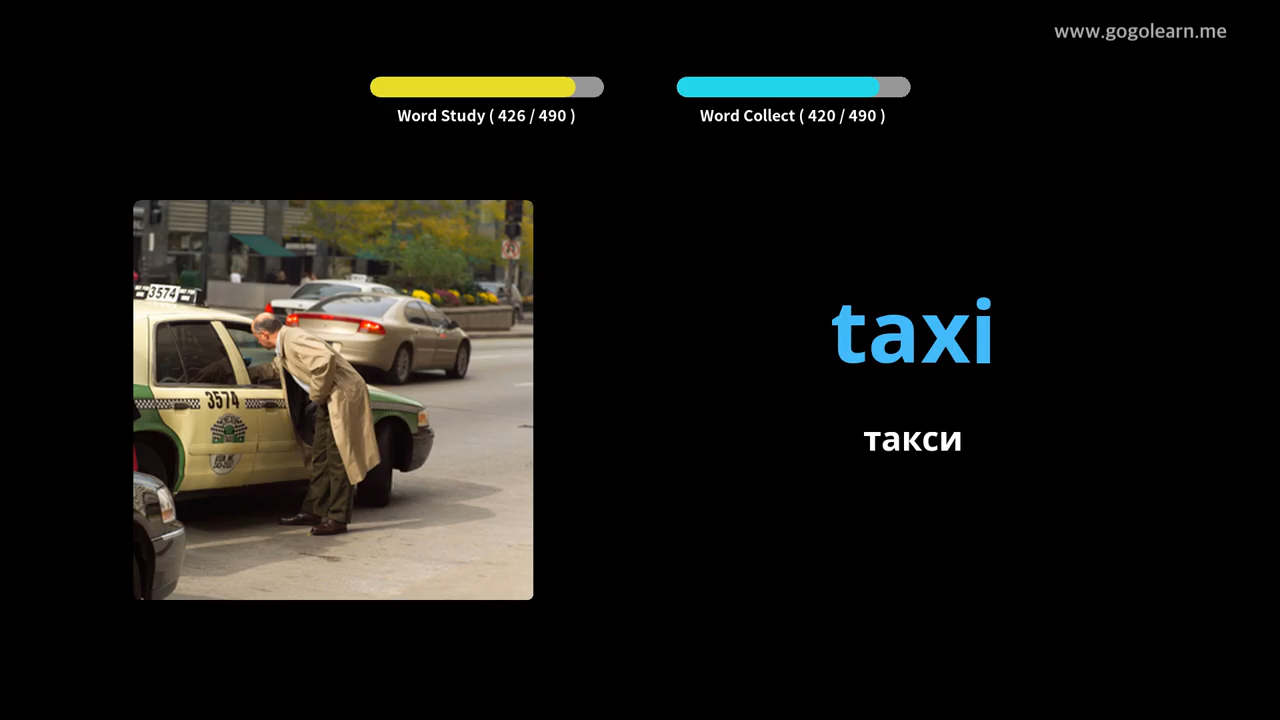 www.gogolearn.me
Word Study ( 426 / 490 )
Word Collect ( 420 / 490 )
taxi
такси
3574
3574